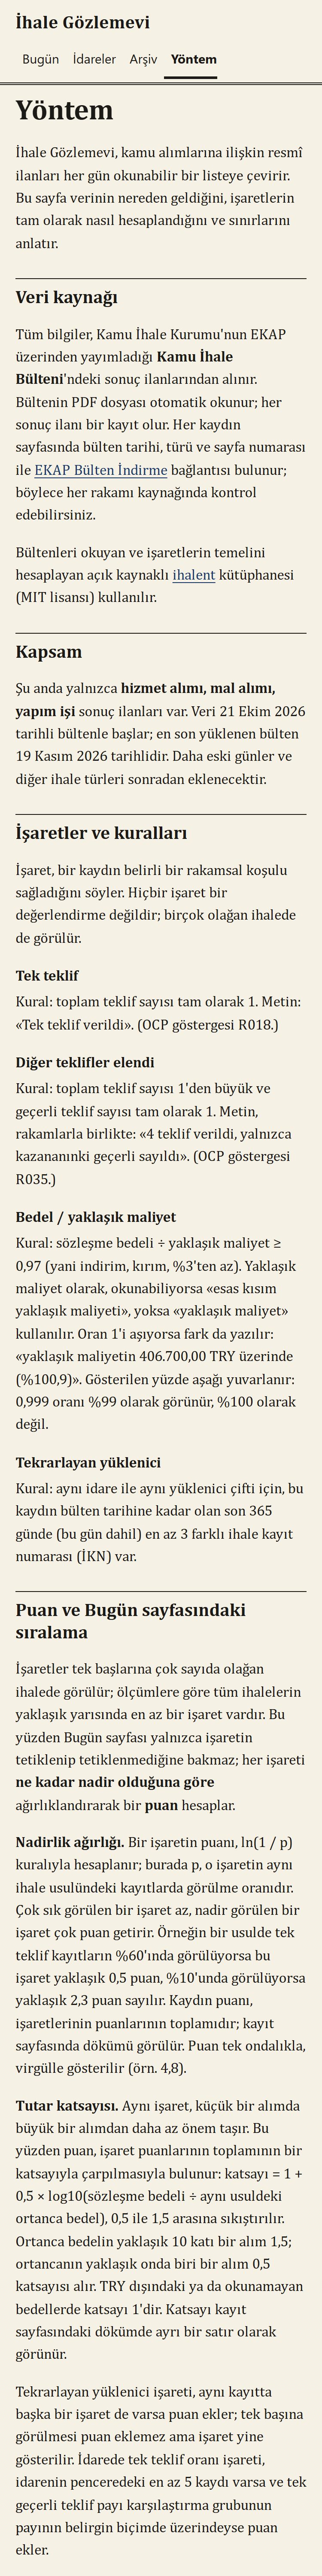 İhale Gözlemevi
Bugün İdareler Arşiv Yöntem
Yöntem
İhale Gözlemevi, kamu alımlarına ilişkin resmî
ilanları her gün okunabilir bir listeye çevirir.
Bu sayfa verinin nereden geldiğini, işaretlerin
tam olarak nasıl hesaplandığını ve sınırlarını
anlatır.
Veri kaynağı
Tüm bilgiler, Kamu İhale Kurumu'nun EKAP
üzerinden yayımladığı Kamu İhale
Bülteni'ndeki sonuç ilanlarından alınır.
Bültenin PDF dosyası otomatik okunur; her
sonuç ilanı bir kayıt olur. Her kaydın
sayfasında bülten tarihi, türü ve sayfa numarası
ile EKAP Bülten İndirme bağlantısı bulunur;
böylece her rakamı kaynağında kontrol
edebilirsiniz.
Bültenleri okuyan ve işaretlerin temelini
hesaplayan açık kaynaklı ihalent kütüphanesi
(MIT lisansı) kullanılır.
Kapsam
Şu anda yalnızca hizmet alımı, mal alımı,
yapım işi sonuç ilanları var. Veri 21 Ekim 2026
tarihli bültenle başlar; en son yüklenen bülten
19 Kasım 2026 tarihlidir. Daha eski günler ve
diğer ihale türleri sonradan eklenecektir.
İşaretler ve kuralları
İşaret, bir kaydın belirli bir rakamsal koşulu
sağladığını söyler. Hiçbir işaret bir
değerlendirme değildir; birçok olağan ihalede
de görülür.
Tek teklif
Kural: toplam teklif sayısı tam olarak 1. Metin:
«Tek teklif verildi». (OCP göstergesi R018.)
Diğer teklifler elendi
Kural: toplam teklif sayısı 1'den büyük ve
geçerli teklif sayısı tam olarak 1. Metin,
rakamlarla birlikte: «4 teklif verildi, yalnızca
kazananınki geçerli sayıldı». (OCP göstergesi
R035.)
Bedel / yaklaşık maliyet
Kural: sözleşme bedeli ÷ yaklaşık maliyet ≥
0,97 (yani indirim, kırım, %3'ten az). Yaklaşık
maliyet olarak, okunabiliyorsa «esas kısım
yaklaşık maliyeti», yoksa «yaklaşık maliyet»
kullanılır. Oran 1'i aşıyorsa fark da yazılır:
«yaklaşık maliyetin 406.700,00 TRY üzerinde
(%100,9)». Gösterilen yüzde aşağı yuvarlanır:
0,999 oranı %99 olarak görünür, %100 olarak
değil.
Tekrarlayan yüklenici
Kural: aynı idare ile aynı yüklenici çifti için, bu
kaydın bülten tarihine kadar olan son 365
günde (bu gün dahil) en az 3 farklı ihale kayıt
numarası (İKN) var.
Puan ve Bugün sayfasındaki
sıralama
İşaretler tek başlarına çok sayıda olağan
ihalede görülür; ölçümlere göre tüm ihalelerin
yaklaşık yarısında en az bir işaret vardır. Bu
yüzden Bugün sayfası yalnızca işaretin
tetiklenip tetiklenmediğine bakmaz; her işareti
ne kadar nadir olduğuna göre
ağırlıklandırarak bir puan hesaplar.
Nadirlik ağırlığı. Bir işaretin puanı, ln(1 / p)
kuralıyla hesaplanır; burada p, o işaretin aynı
ihale usulündeki kayıtlarda görülme oranıdır.
Çok sık görülen bir işaret az, nadir görülen bir
işaret çok puan getirir. Örneğin bir usulde tek
teklif kayıtların %60'ında görülüyorsa bu
işaret yaklaşık 0,5 puan, %10'unda görülüyorsa
yaklaşık 2,3 puan sayılır. Kaydın puanı,
işaretlerinin puanlarının toplamıdır; kayıt
sayfasında dökümü görülür. Puan tek ondalıkla,
virgülle gösterilir (örn. 4,8).
Tutar katsayısı. Aynı işaret, küçük bir alımda
büyük bir alımdan daha az önem taşır. Bu
yüzden puan, işaret puanlarının toplamının bir
katsayıyla çarpılmasıyla bulunur: katsayı = 1 +
0,5 × log10(sözleşme bedeli ÷ aynı usuldeki
ortanca bedel), 0,5 ile 1,5 arasına sıkıştırılır.
Ortanca bedelin yaklaşık 10 katı bir alım 1,5;
ortancanın yaklaşık onda biri bir alım 0,5
katsayısı alır. TRY dışındaki ya da okunamayan
bedellerde katsayı 1'dir. Katsayı kayıt
sayfasındaki dökümde ayrı bir satır olarak
görünür.
Tekrarlayan yüklenici işareti, aynı kayıtta
başka bir işaret de varsa puan ekler; tek başına
görülmesi puan eklemez ama işaret yine
gösterilir. İdarede tek teklif oranı işareti,
idarenin penceredeki en az 5 kaydı varsa ve tek
geçerli teklif payı karşılaştırma grubunun
payının belirgin biçimde üzerindeyse puan
ekler.